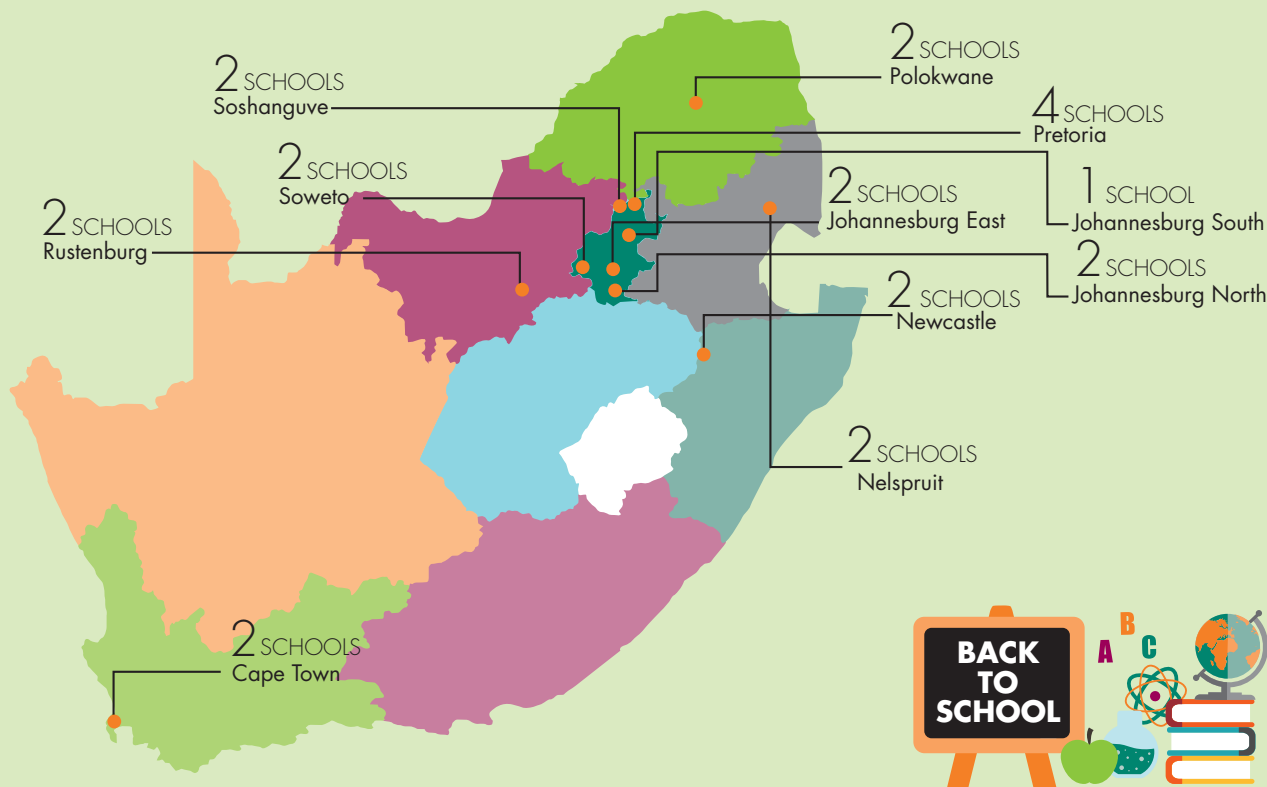 2 SCHOOLS
Polokwane
2 SCHOOLS
Soshanguve
4 SCHOOLS
Pretoria
2 SCHOOLS
Soweto
2 SCHOOLS
Johannesburg East
1 SCHOOL
Johannesburg South
2 SCHOOLS
Rustenburg
2 SCHOOLS
Johannesburg North
2 SCHOOLS
Newcastle
2 SCHOOLS
Nelspruit
2 SCHOOLS
Cape Town
BACK
TO
SCHOOL
A
B
C